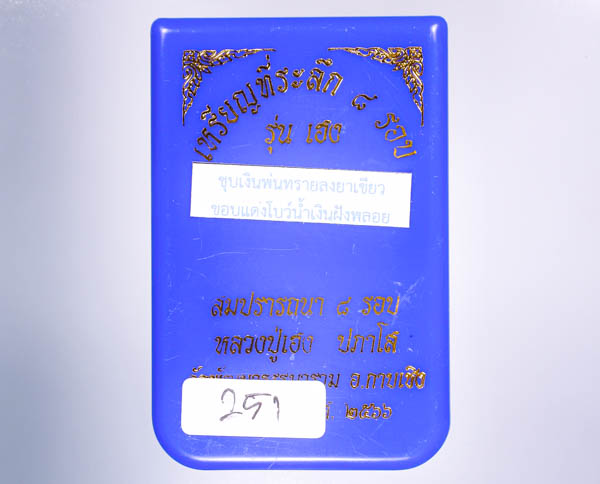 เหรียญที่ระลึก ๘ รอบ
รุ่น เฮง
ชุบเงินพ่นทรายลงยาเขียว
ขอบแดงโบว์น้ำเงินฝังพลอย
สมปรารถนา ๘ รอบ
หลวงปู่เฮง ปภาโส
อ.กาบเชิง
251
๒๕๖๖